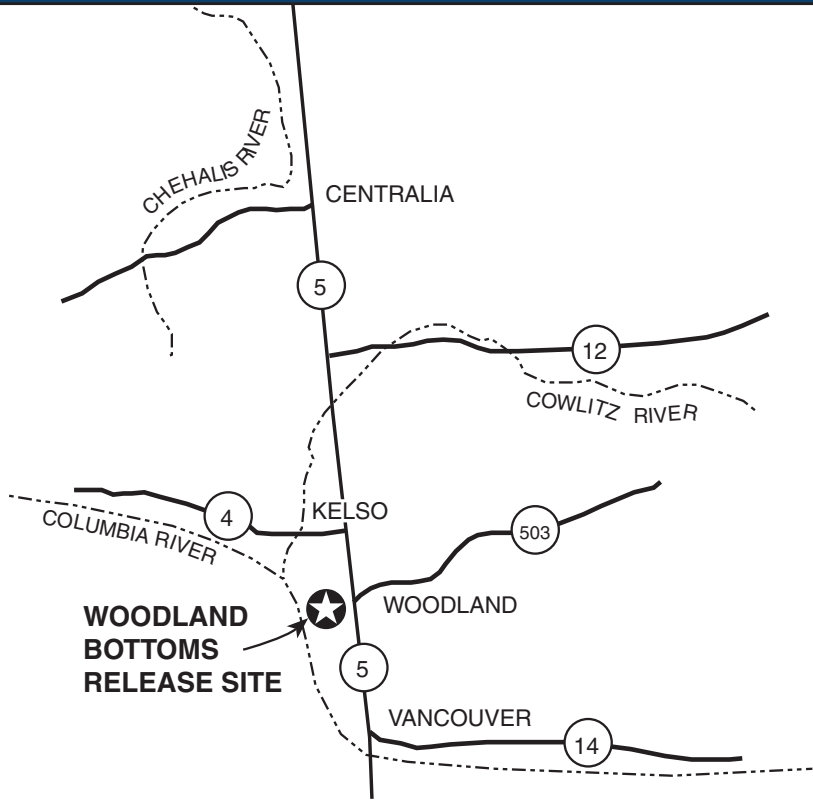 CHEHALIS RIVER
CENTRALIA
5
12
COWLITZ RIVER
KELSO
4
COLUMBIA RIVER
503
WOODLAND
WOODLAND
BOTTOMS
RELEASE SITE
5
VANCOUVER
14